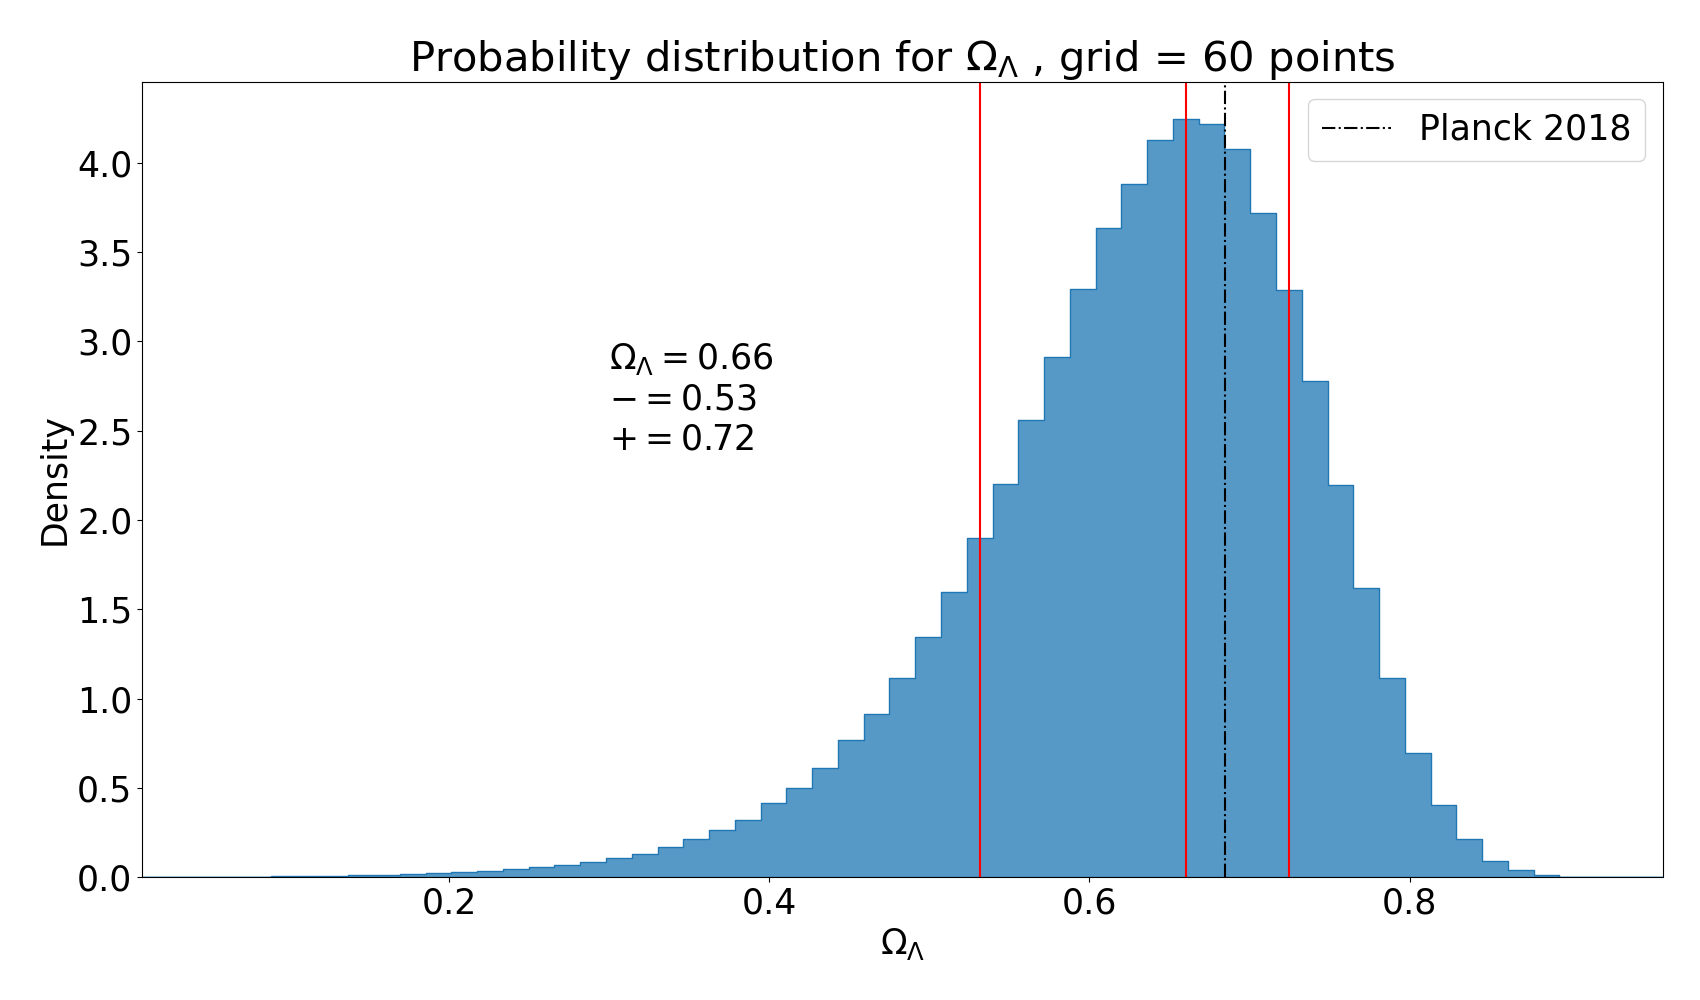 Probability distribution for Ω_Λ , grid = 60 points
Planck 2018
4.0
3.5
3.0
2.5
2.0
1.5
1.0
0.5
0.0
Density
Ω_Λ = 0.66
− = 0.53
+ = 0.72
0.2 0.4 0.6 0.8
Ω_Λ